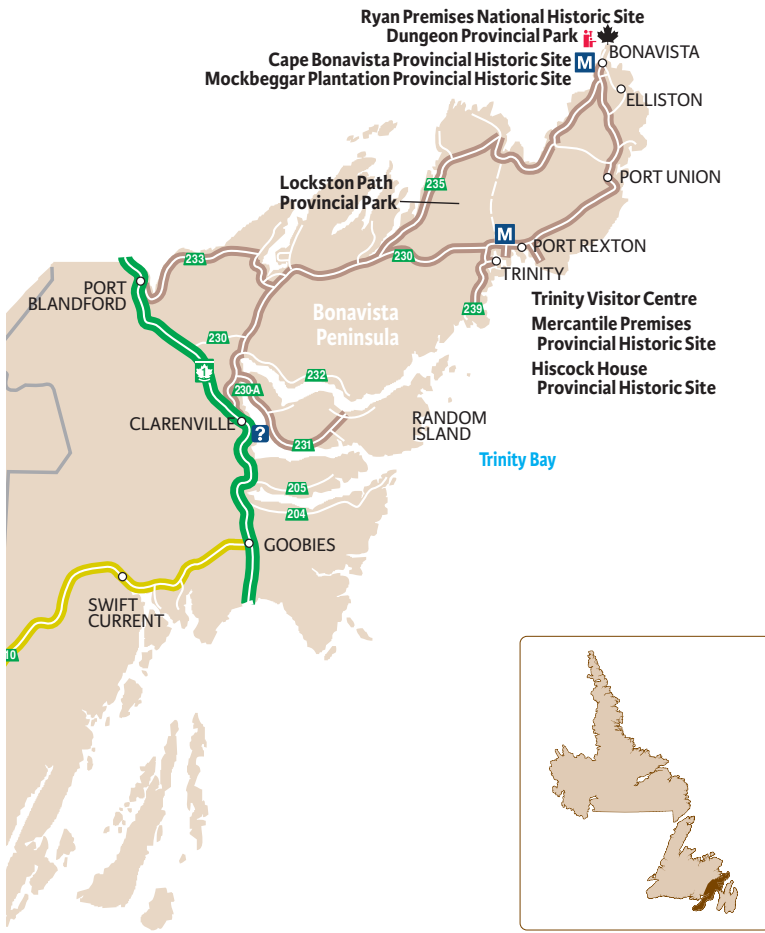 Ryan Premises National Historic Site
Dungeon Provincial Park
BONAVISTA
Cape Bonavista Provincial Historic Site
M
Mockbeggar Plantation Provincial Historic Site
ELLISTON
PORT UNION
Lockston Path
Provincial Park
235
M
PORT REXTON
230
233
TRINITY
PORT
BLANDFORD
239
Trinity Visitor Centre
Mercantile Premises
Provincial Historic Site
Hiscock House
Provincial Historic Site
Bonavista
Peninsula
230
1
232
230-A
CLARENVILLE
?
RANDOM
ISLAND
231
Trinity Bay
205
204
GOOBIES
SWIFT
CURRENT
10